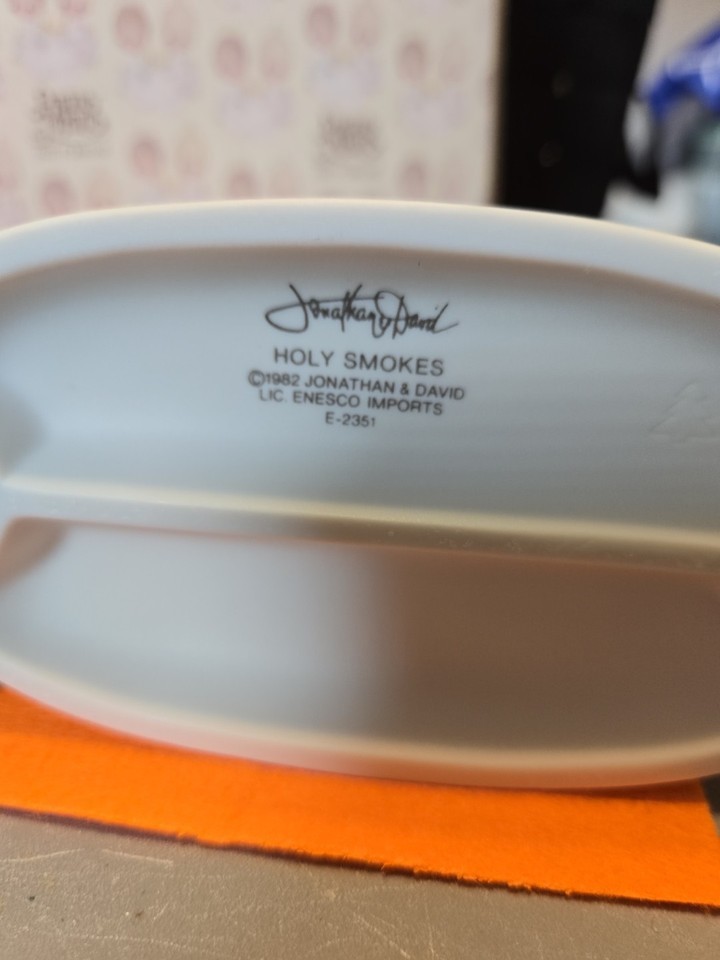 Jonathan & David
HOLY SMOKES
©1982 JONATHAN & DAVID
LIC. ENESCO IMPORTS
E-2351